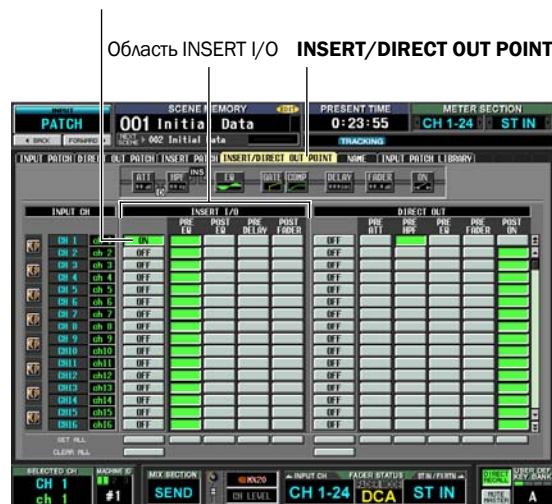 Область INSERT I/O INSERT/DIRECT OUT POINT
INPUT SCENE MEMORY EDIT PRESENT TIME METER SECTION
PATCH 001 Initial Data 0:23:55 CH 1-24 ST IN
BACK FORWARD NEXT SCENE 002 Initial Data TRACKING
INPUT PATCH DIRECT OUT PATCH INSERT PATCH INSERT/DIRECT OUT POINT NAME INPUT PATCH LIBRARY
ATT HPF INS EQ GATE COMP DELAY FADER ON
INPUT CH INSERT I/O DIRECT OUT
PRE EQ POST EQ PRE DELAY POST FADER PRE ATT PRE HPF PRE EQ PRE FADER POST ON
CH 1 ch 1 ON OFF
CH 2 ch 2 OFF OFF
CH 3 ch 3 OFF OFF
CH 4 ch 4 OFF OFF
CH 5 ch 5 OFF OFF
CH 6 ch 6 OFF OFF
CH 7 ch 7 OFF OFF
CH 8 ch 8 OFF OFF
CH 9 ch 9 OFF OFF
CH10 ch10 OFF OFF
CH11 ch11 OFF OFF
CH12 ch12 OFF OFF
CH13 ch13 OFF OFF
CH14 ch14 OFF OFF
CH15 ch15 OFF OFF
CH16 ch16 OFF OFF
SET ALL
CLEAR ALL
SELECTED CH MACHINE ID MIX SECTION INPUT CH FADER STATUS ST IN/FXRTN DIRECT RECALL USER DEF KEY BANK
CH 1 #1 SEND MIX20 CH LEVEL CH 1-24 FADER MODE DCA ST IN MUTE MASTER A
ch 1